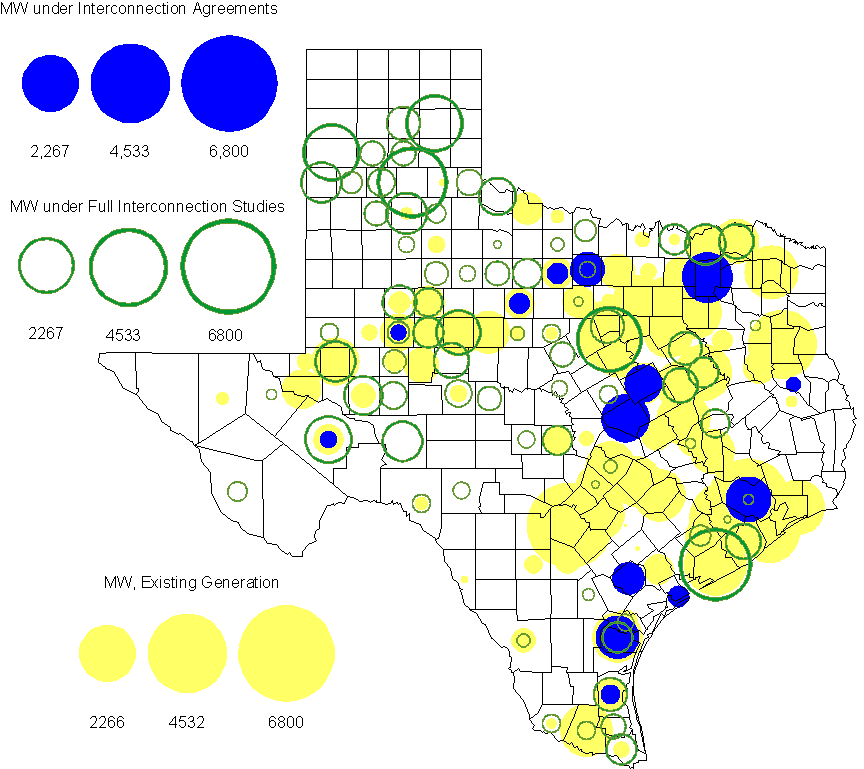 MW under Interconnection Agreements
2,267 4,533 6,800
MW under Full Interconnection Studies
2267 4533 6800
MW, Existing Generation
2266 4532 6800